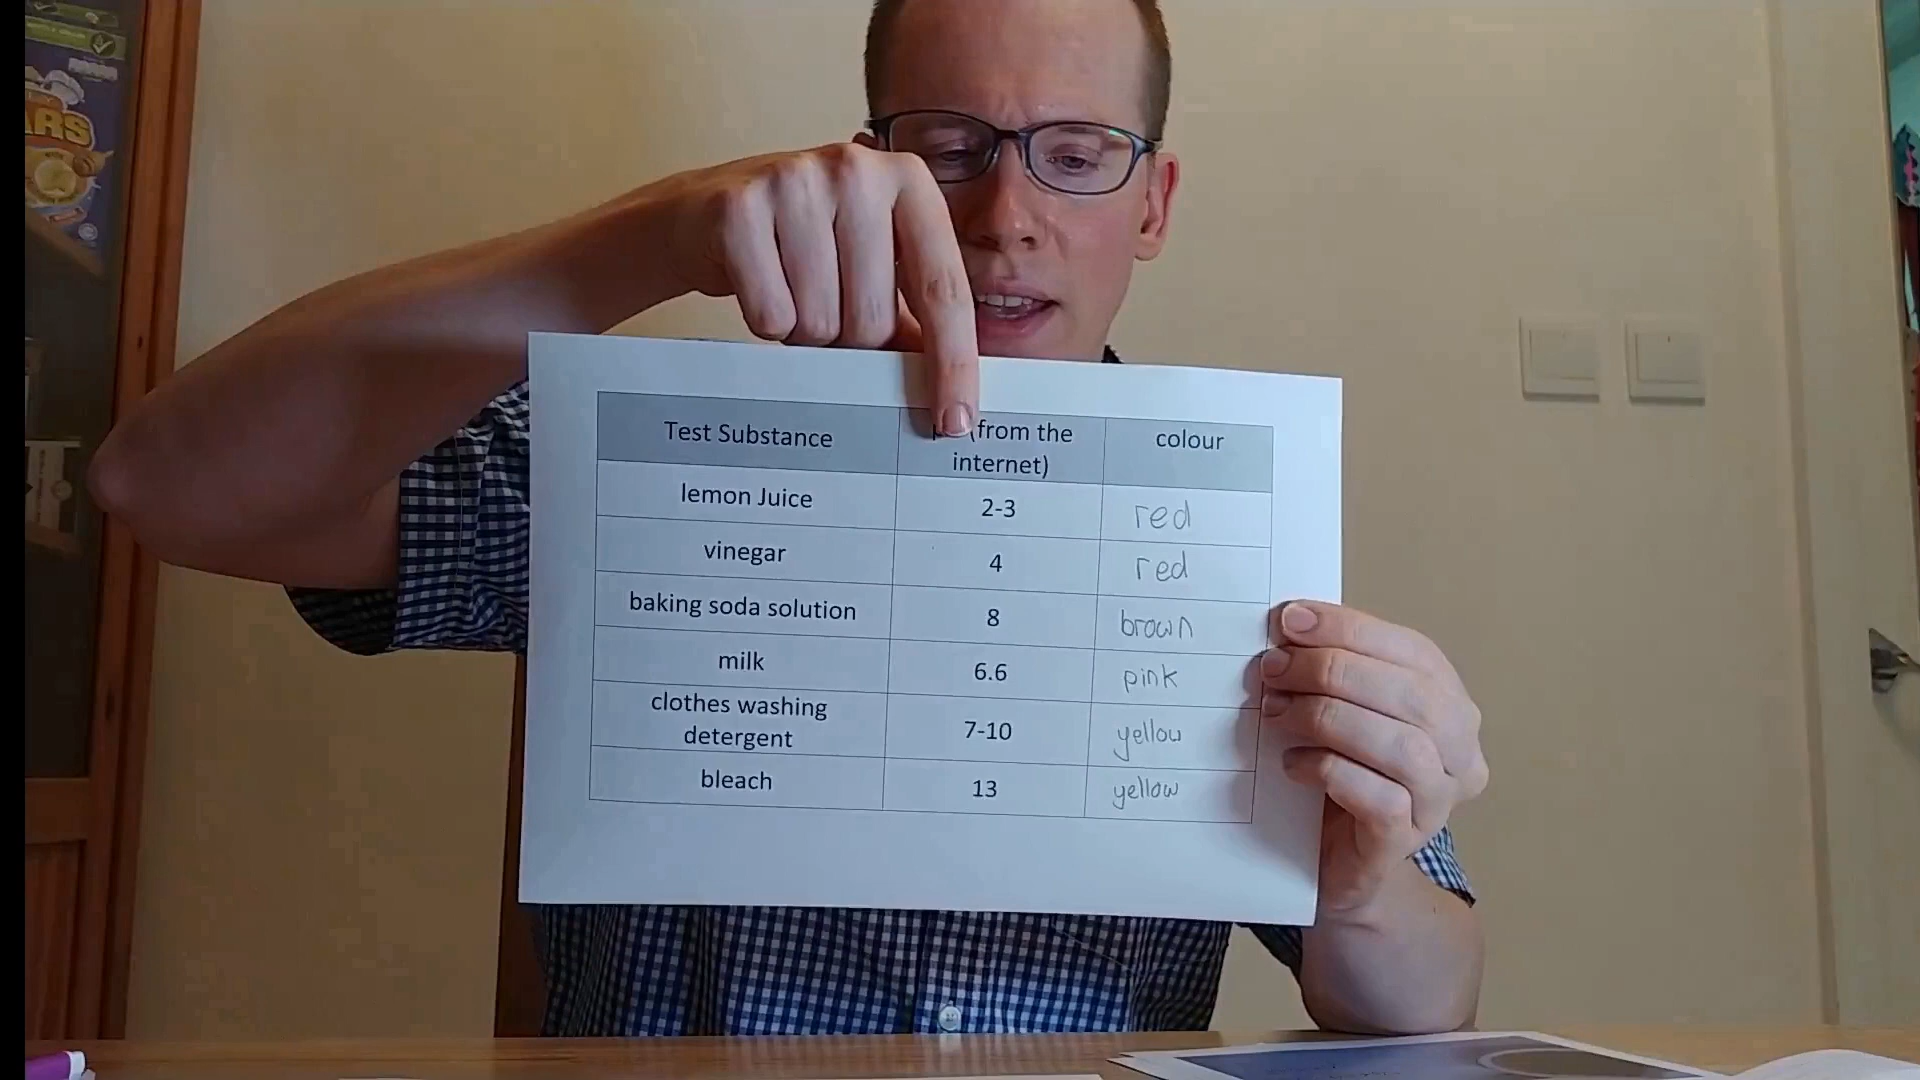 ARS
Test Substance
(from the
internet)
colour
lemon Juice
2-3
red
vinegar
4
red
baking soda solution
8
brown
milk
6.6
pink
clothes washing
detergent
7-10
yellow
bleach
13
yellow